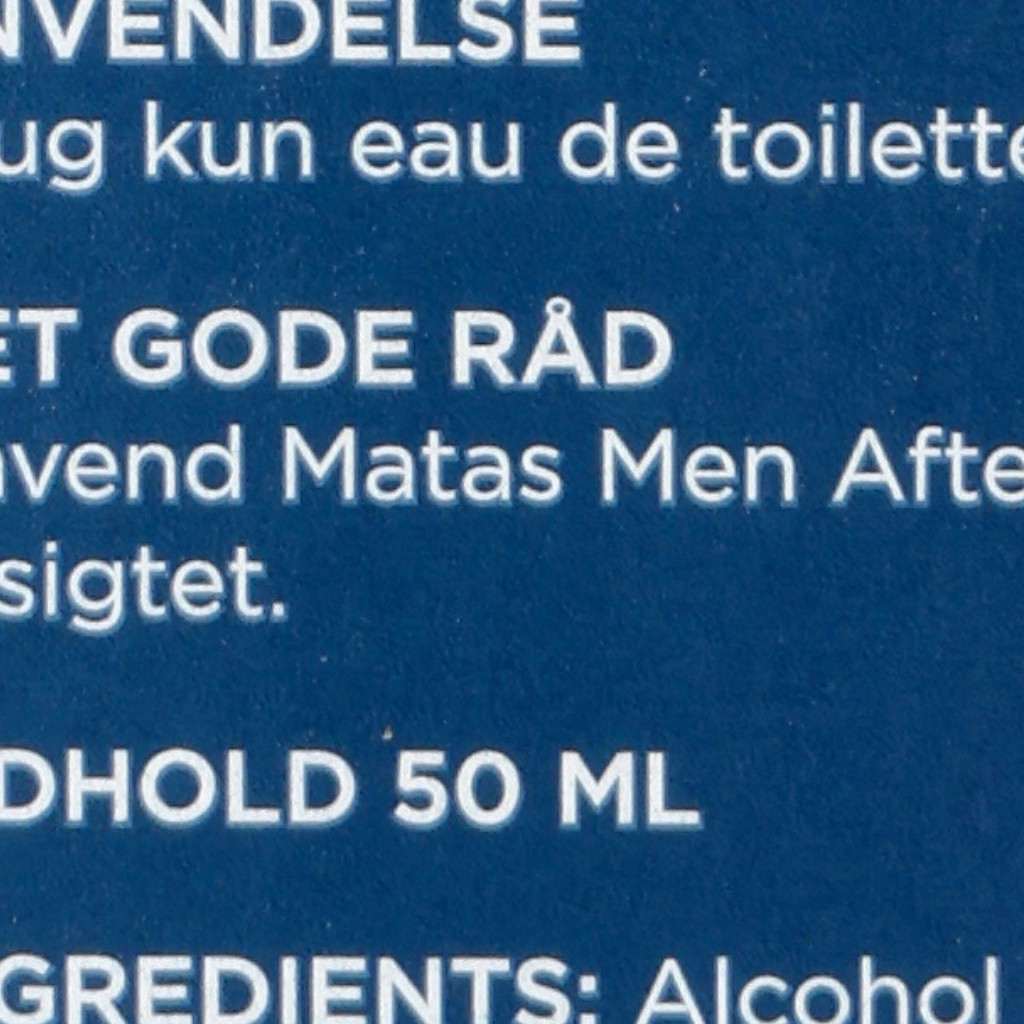 NVENDELSE
ug kun eau de toilette
ET GODE RÅD
nvend Matas Men Afte
sigtet.
DHOLD 50 ML
GREDIENTS: Alcohol